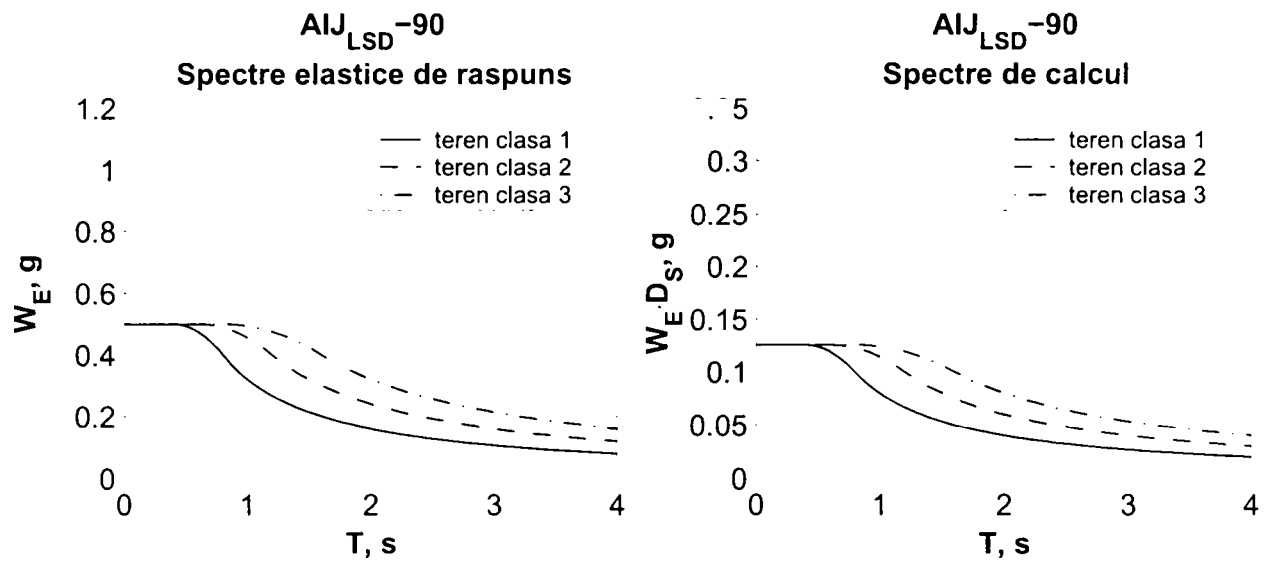 AIJLSD−90
Spectre elastice de raspuns
1.2
1
0.8
0.6
0.4
0.2
0
WE, g
teren clasa 1
teren clasa 2
teren clasa 3
0 1 2 3 4
T, s
AIJLSD−90
Spectre de calcul
5
0.3
0.25
0.2
0.15
0.1
0.05
0
WE·DS, g
teren clasa 1
teren clasa 2
teren clasa 3
0 1 2 3 4
T, s